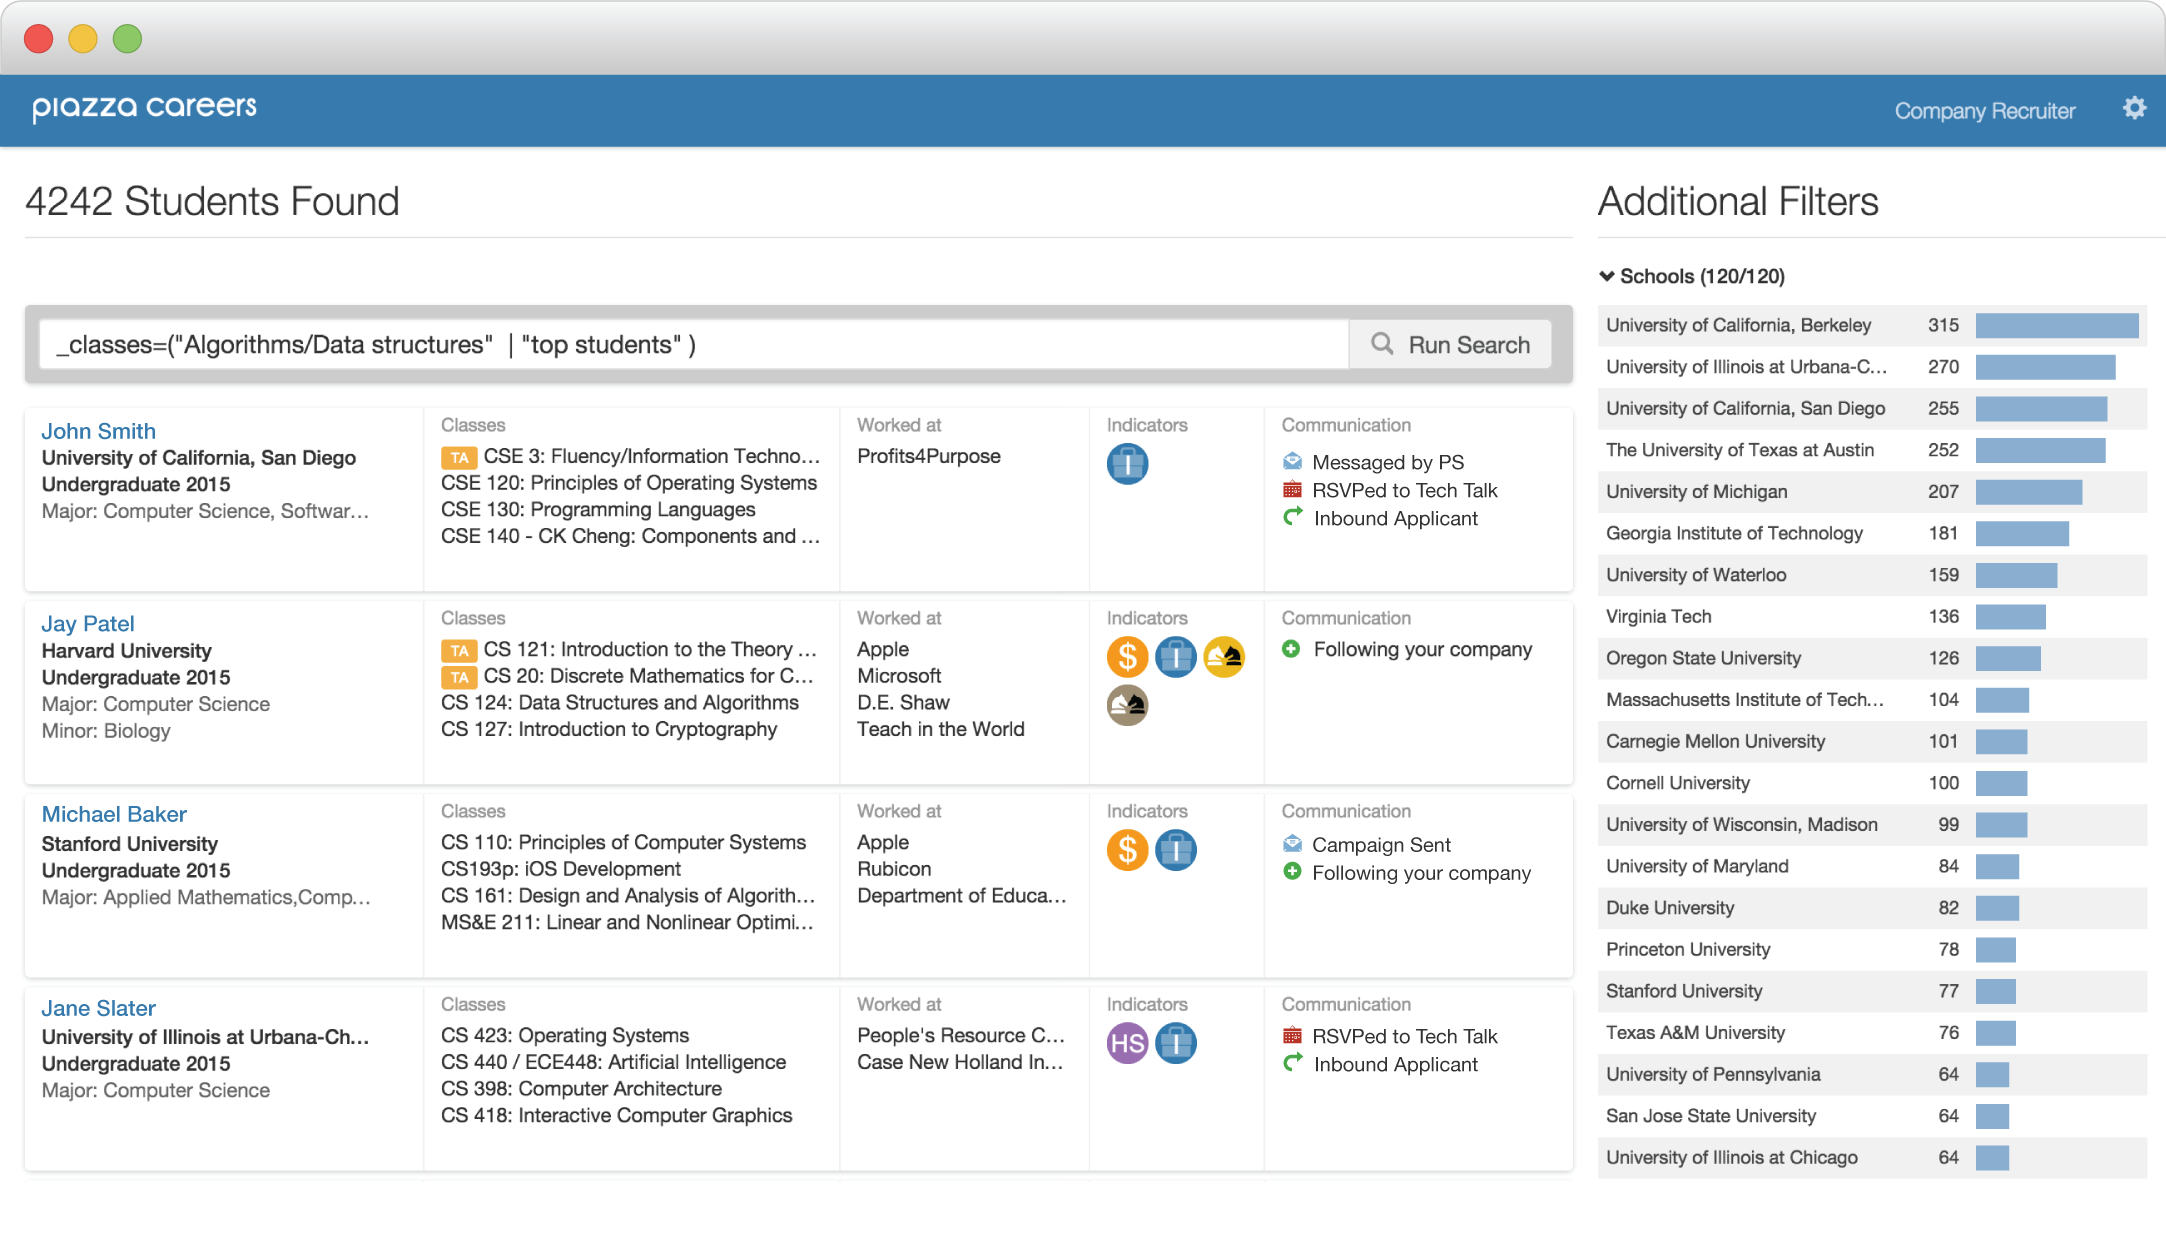 piazza careers
Company Recruiter
4242 Students Found
_classes=("Algorithms/Data structures" | "top students" )
Run Search
John Smith
University of California, San Diego
Undergraduate 2015
Major: Computer Science, Softwar...
Classes
TA CSE 3: Fluency/Information Techno...
CSE 120: Principles of Operating Systems
CSE 130: Programming Languages
CSE 140 - CK Cheng: Components and ...
Worked at
Profits4Purpose
Indicators
I
Communication
Messaged by PS
RSVPed to Tech Talk
Inbound Applicant
Jay Patel
Harvard University
Undergraduate 2015
Major: Computer Science
Minor: Biology
Classes
TA CS 121: Introduction to the Theory ...
TA CS 20: Discrete Mathematics for C...
CS 124: Data Structures and Algorithms
CS 127: Introduction to Cryptography
Worked at
Apple
Microsoft
D.E. Shaw
Teach in the World
Indicators
$ I
Communication
Following your company
Michael Baker
Stanford University
Undergraduate 2015
Major: Applied Mathematics,Comp...
Classes
CS 110: Principles of Computer Systems
CS193p: iOS Development
CS 161: Design and Analysis of Algorith...
MS&E 211: Linear and Nonlinear Optimi...
Worked at
Apple
Rubicon
Department of Educa...
Indicators
$ I
Communication
Campaign Sent
Following your company
Jane Slater
University of Illinois at Urbana-Ch...
Undergraduate 2015
Major: Computer Science
Classes
CS 423: Operating Systems
CS 440 / ECE448: Artificial Intelligence
CS 398: Computer Architecture
CS 418: Interactive Computer Graphics
Worked at
People's Resource C...
Case New Holland In...
Indicators
HS I
Communication
RSVPed to Tech Talk
Inbound Applicant
Additional Filters
Schools (120/120)
University of California, Berkeley 315
University of Illinois at Urbana-C... 270
University of California, San Diego 255
The University of Texas at Austin 252
University of Michigan 207
Georgia Institute of Technology 181
University of Waterloo 159
Virginia Tech 136
Oregon State University 126
Massachusetts Institute of Tech... 104
Carnegie Mellon University 101
Cornell University 100
University of Wisconsin, Madison 99
University of Maryland 84
Duke University 82
Princeton University 78
Stanford University 77
Texas A&M University 76
University of Pennsylvania 64
San Jose State University 64
University of Illinois at Chicago 64